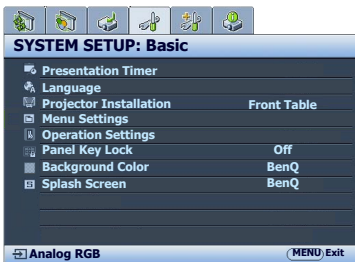 SYSTEM SETUP: Basic
Presentation Timer
Language
Projector Installation Front Table
Menu Settings
Operation Settings
Panel Key Lock Off
Background Color BenQ
Splash Screen BenQ
Analog RGB MENU Exit